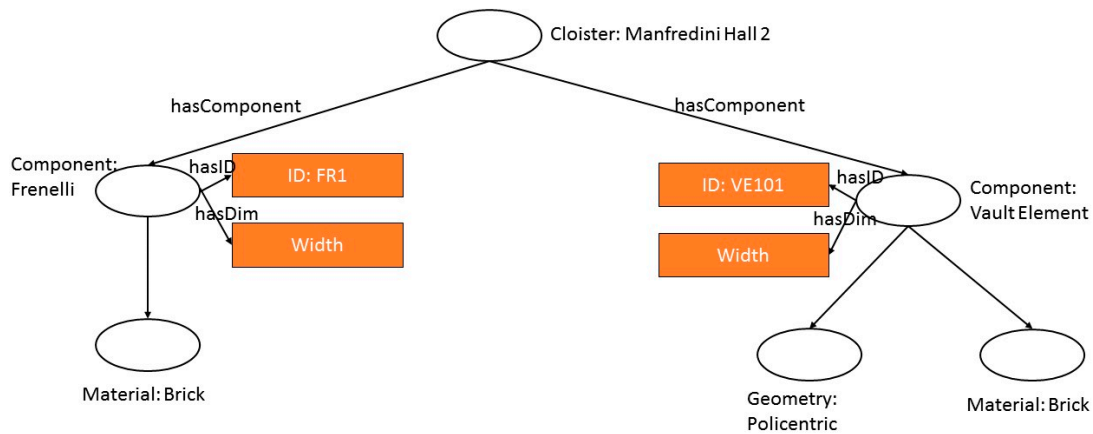 Cloister: Manfredini Hall 2
hasComponent
hasComponent
Component:
Frenelli
hasID
ID: FR1
hasDim
Width
ID: VE101
hasID
hasDim
Width
Component:
Vault Element
Material: Brick
Geometry:
Policentric
Material: Brick